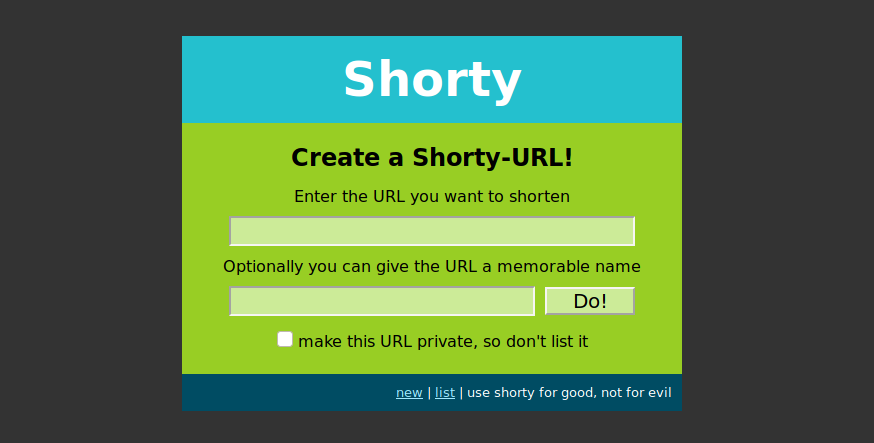 Shorty
Create a Shorty-URL!
Enter the URL you want to shorten
Optionally you can give the URL a memorable name
Do!
make this URL private, so don't list it
new | list | use shorty for good, not for evil